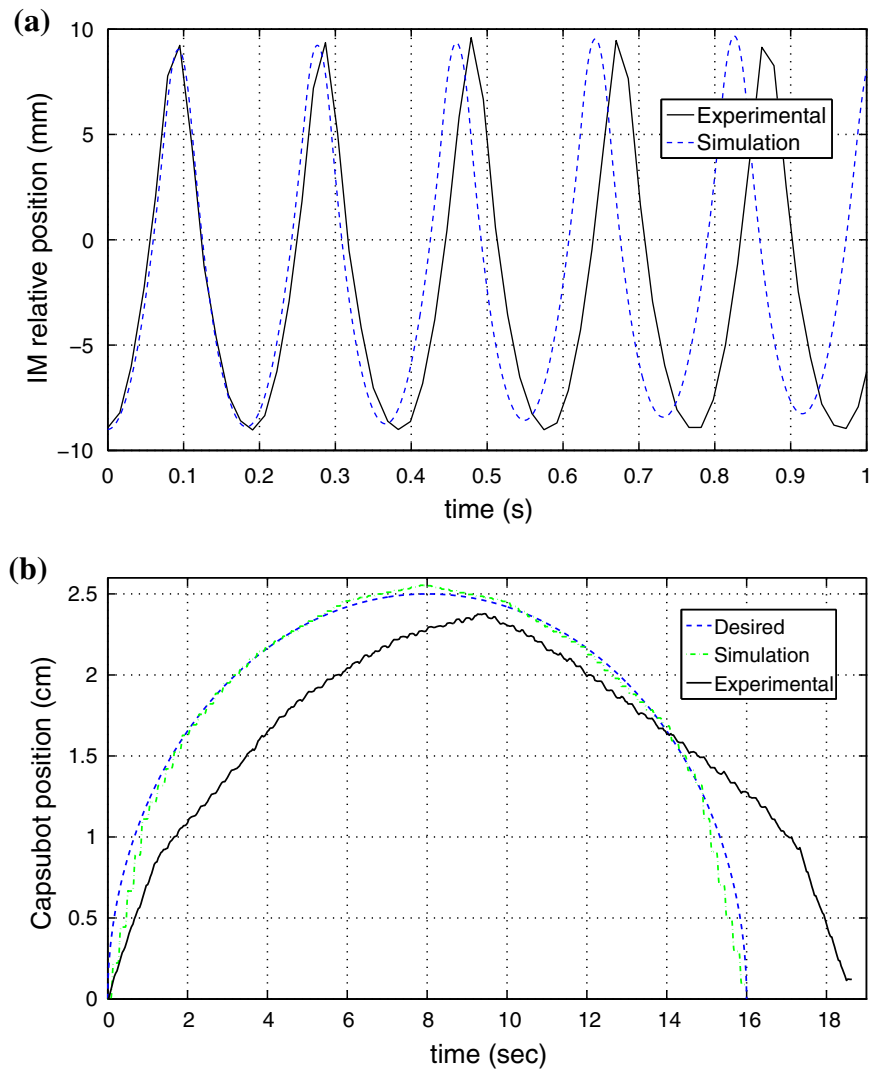 (a)
IM relative position (mm)
10
5
0
−5
−10
Experimental
Simulation
0 0.1 0.2 0.3 0.4 0.5 0.6 0.7 0.8 0.9 1
time (s)
(b)
Capsubot position (cm)
2.5
2
1.5
1
0.5
0
Desired
Simulation
Experimental
0 2 4 6 8 10 12 14 16 18
time (sec)